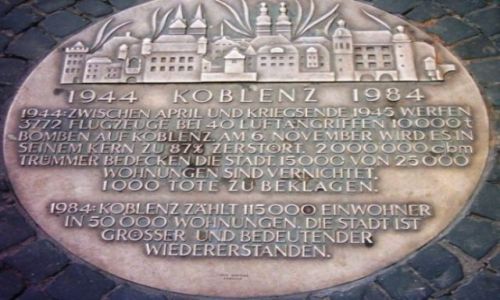 1944 KOBLENZ 1984
1944: ZWISCHEN APRIL UND KRIEGSENDE 1945 WERFEN
5772 FLUGZEUGE BEI 40 LUFTANGRIFFEN 10000 t
BOMBEN AUF KOBLENZ. AM 6. NOVEMBER WIRD ES IN
SEINEM KERN ZU 87% ZERSTÖRT. 2000000 cbm
TRÜMMER BEDECKEN DIE STADT. 15000 VON 25000
WOHNUNGEN SIND VERNICHTET.
1000 TOTE ZU BEKLAGEN.
1984: KOBLENZ ZÄHLT 115000 EINWOHNER
IN 50000 WOHNUNGEN. DIE STADT IST
GRÖSSER UND BEDEUTENDER
WIEDERERSTANDEN.